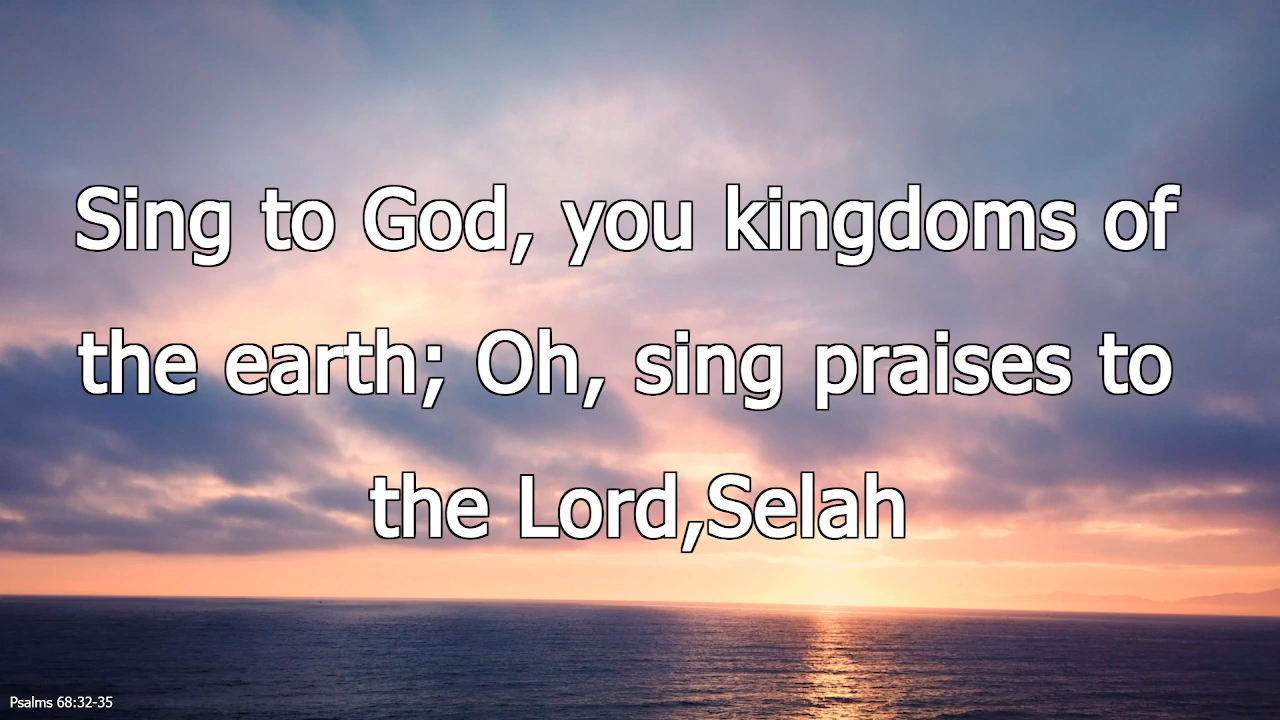 Sing to God, you kingdoms of
the earth; Oh, sing praises to
the Lord,Selah
Psalms 68:32-35